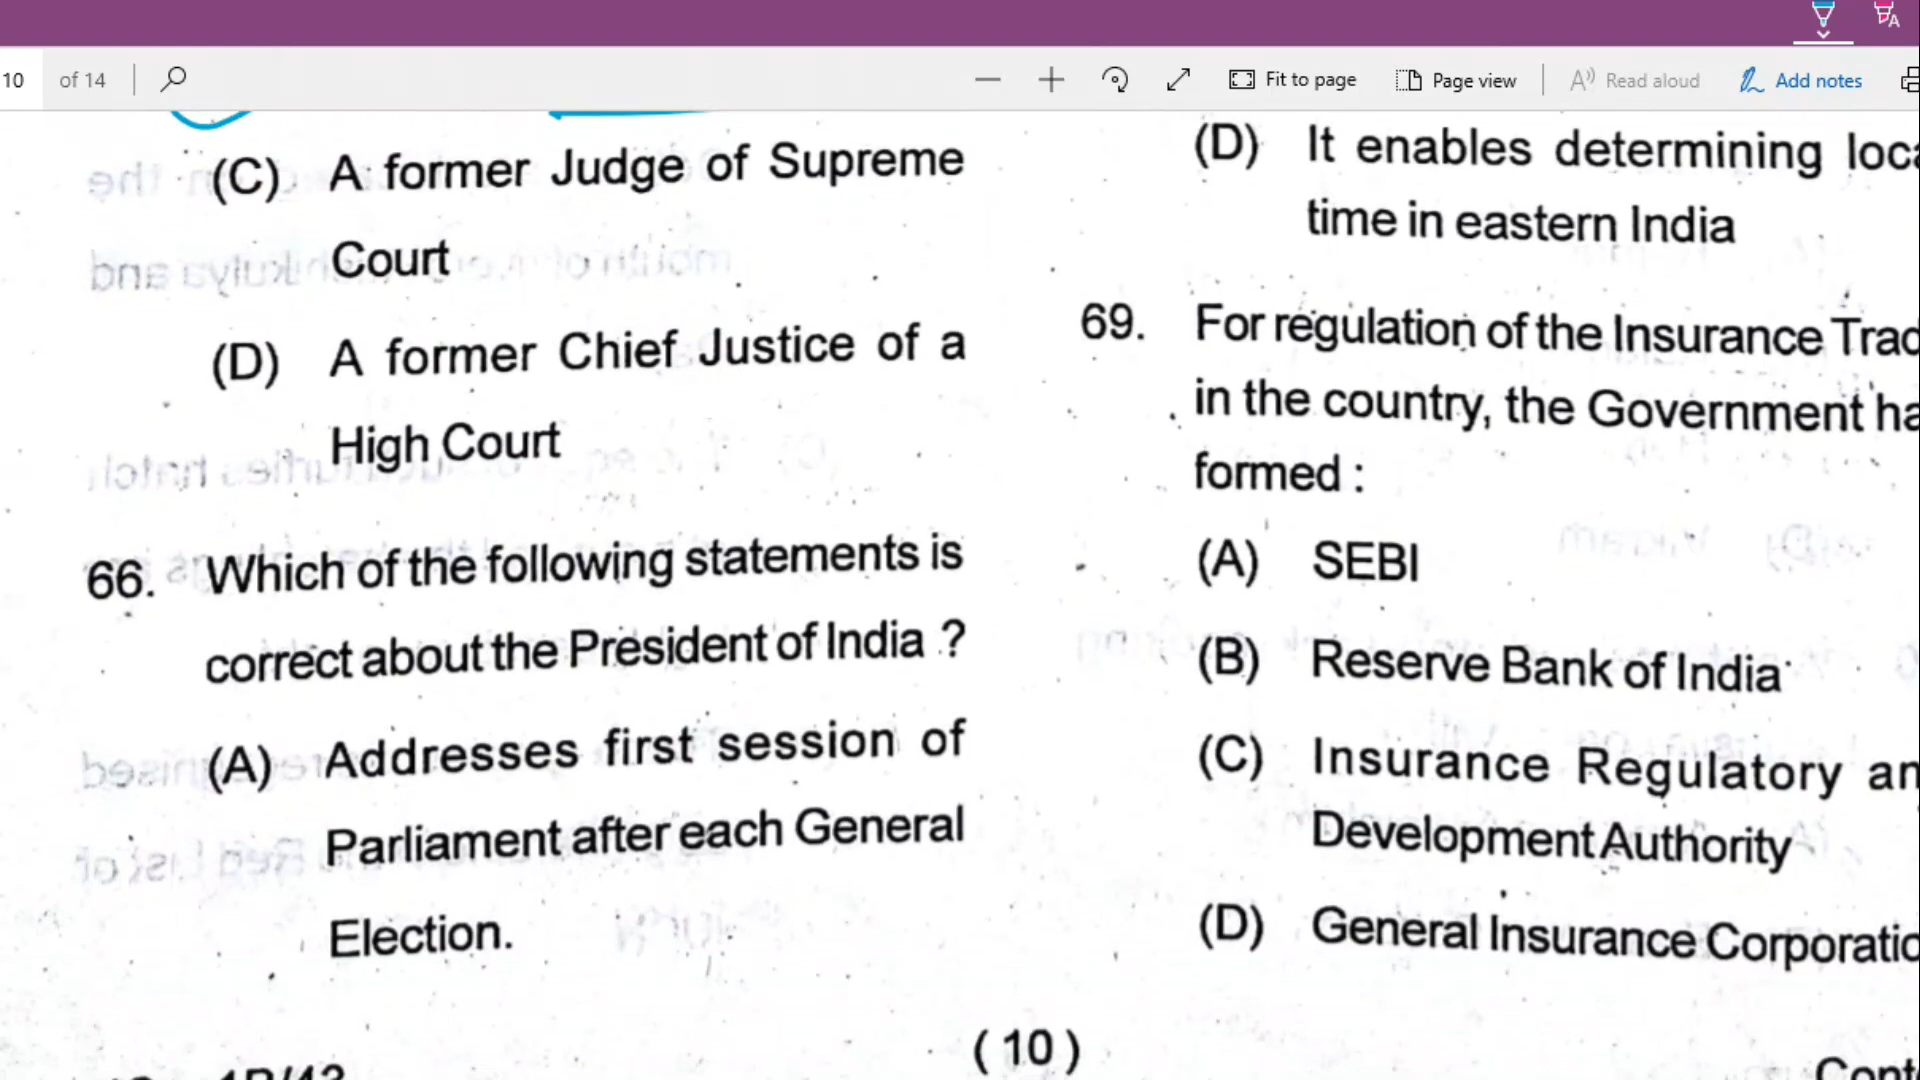 10 of 14
Fit to page
Page view
Read aloud
Add notes
(C) A former Judge of Supreme
Court
(D) A former Chief Justice of a
High Court
66. Which of the following statements is
correct about the President of India ?
(A) Addresses first session of
Parliament after each General
Election.
(D) It enables determining loca
time in eastern India
69. For regulation of the Insurance Trad
in the country, the Government ha
formed :
(A) SEBI
(B) Reserve Bank of India
(C) Insurance Regulatory an
Development Authority
(D) General Insurance Corporatio
( 10 )